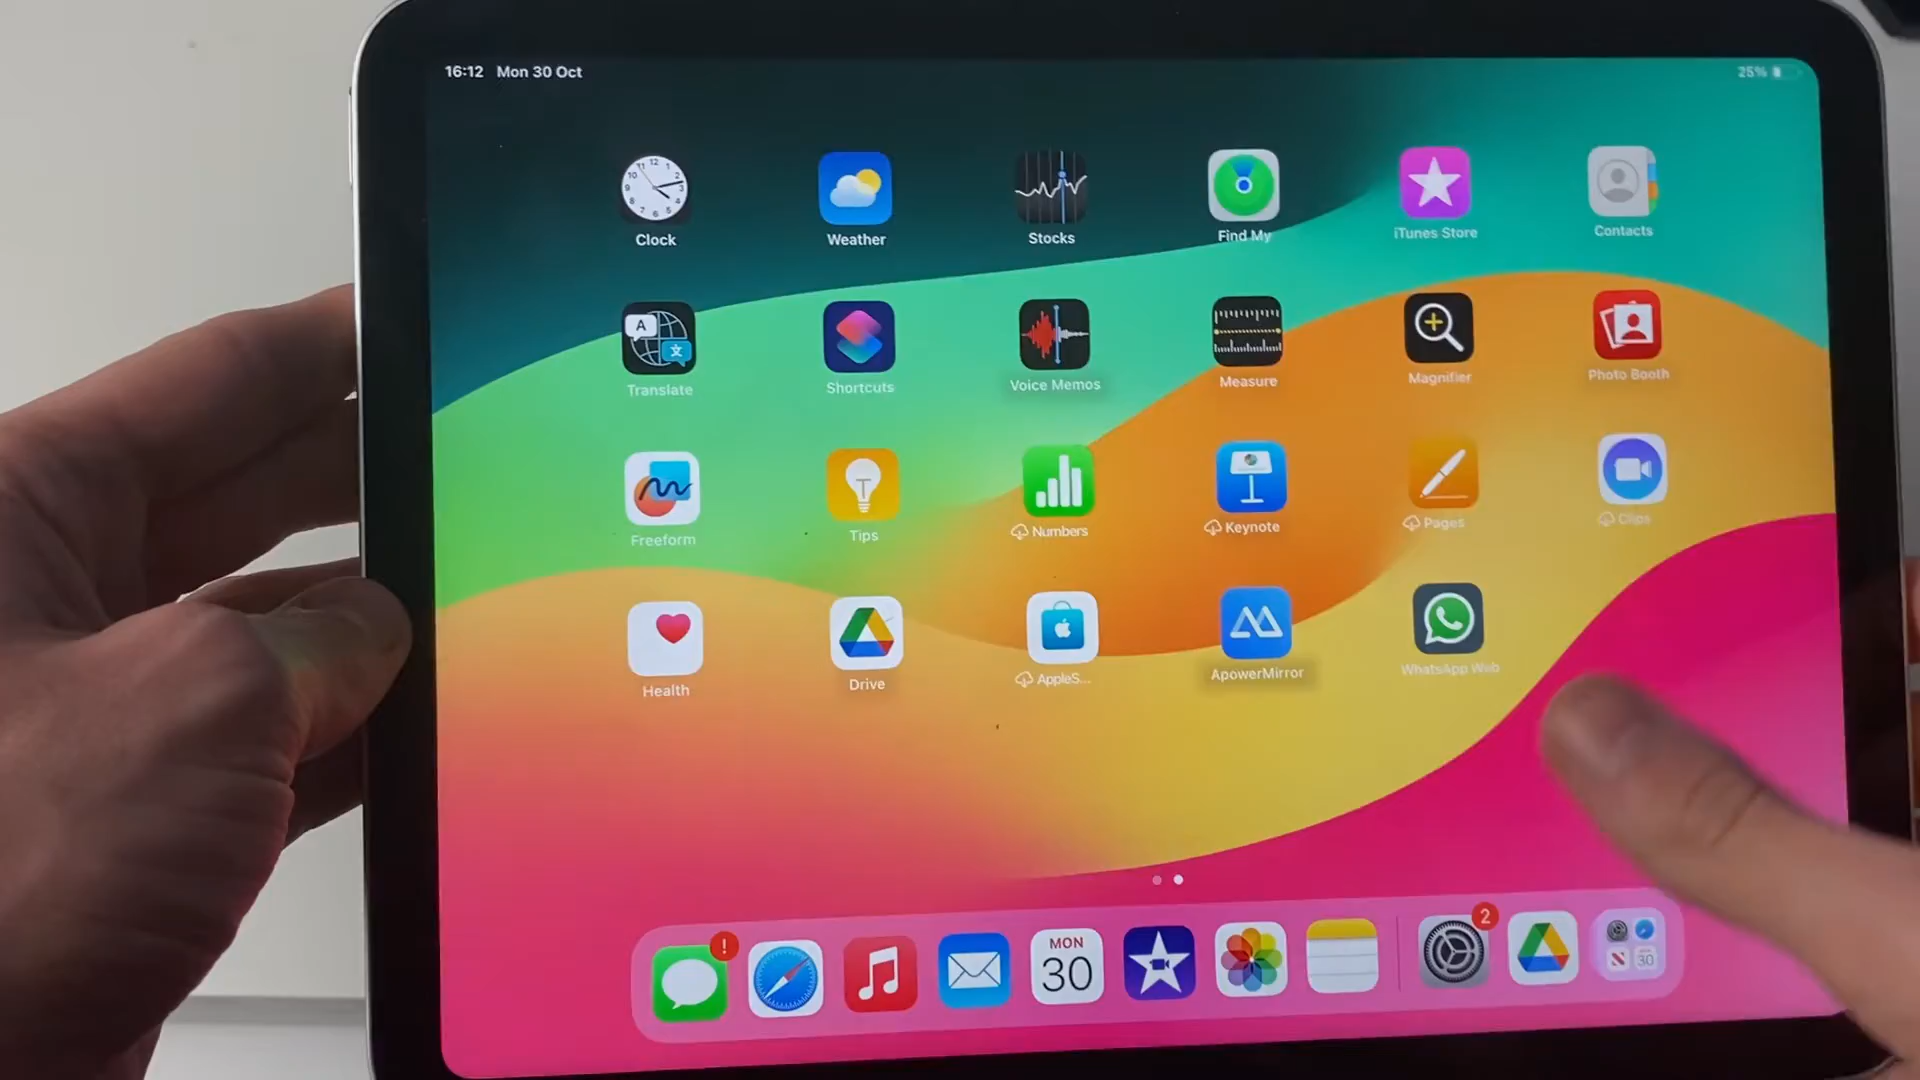 16:12 Mon 30 Oct
25%
Clock
Weather
Stocks
Find My
iTunes Store
Contacts
Translate
Shortcuts
Voice Memos
Measure
Magnifier
Photo Booth
Freeform
Tips
Numbers
Keynote
Pages
Clips
Health
Drive
AppleS...
ApowerMirror
WhatsApp Web
!
MON
30
2
30